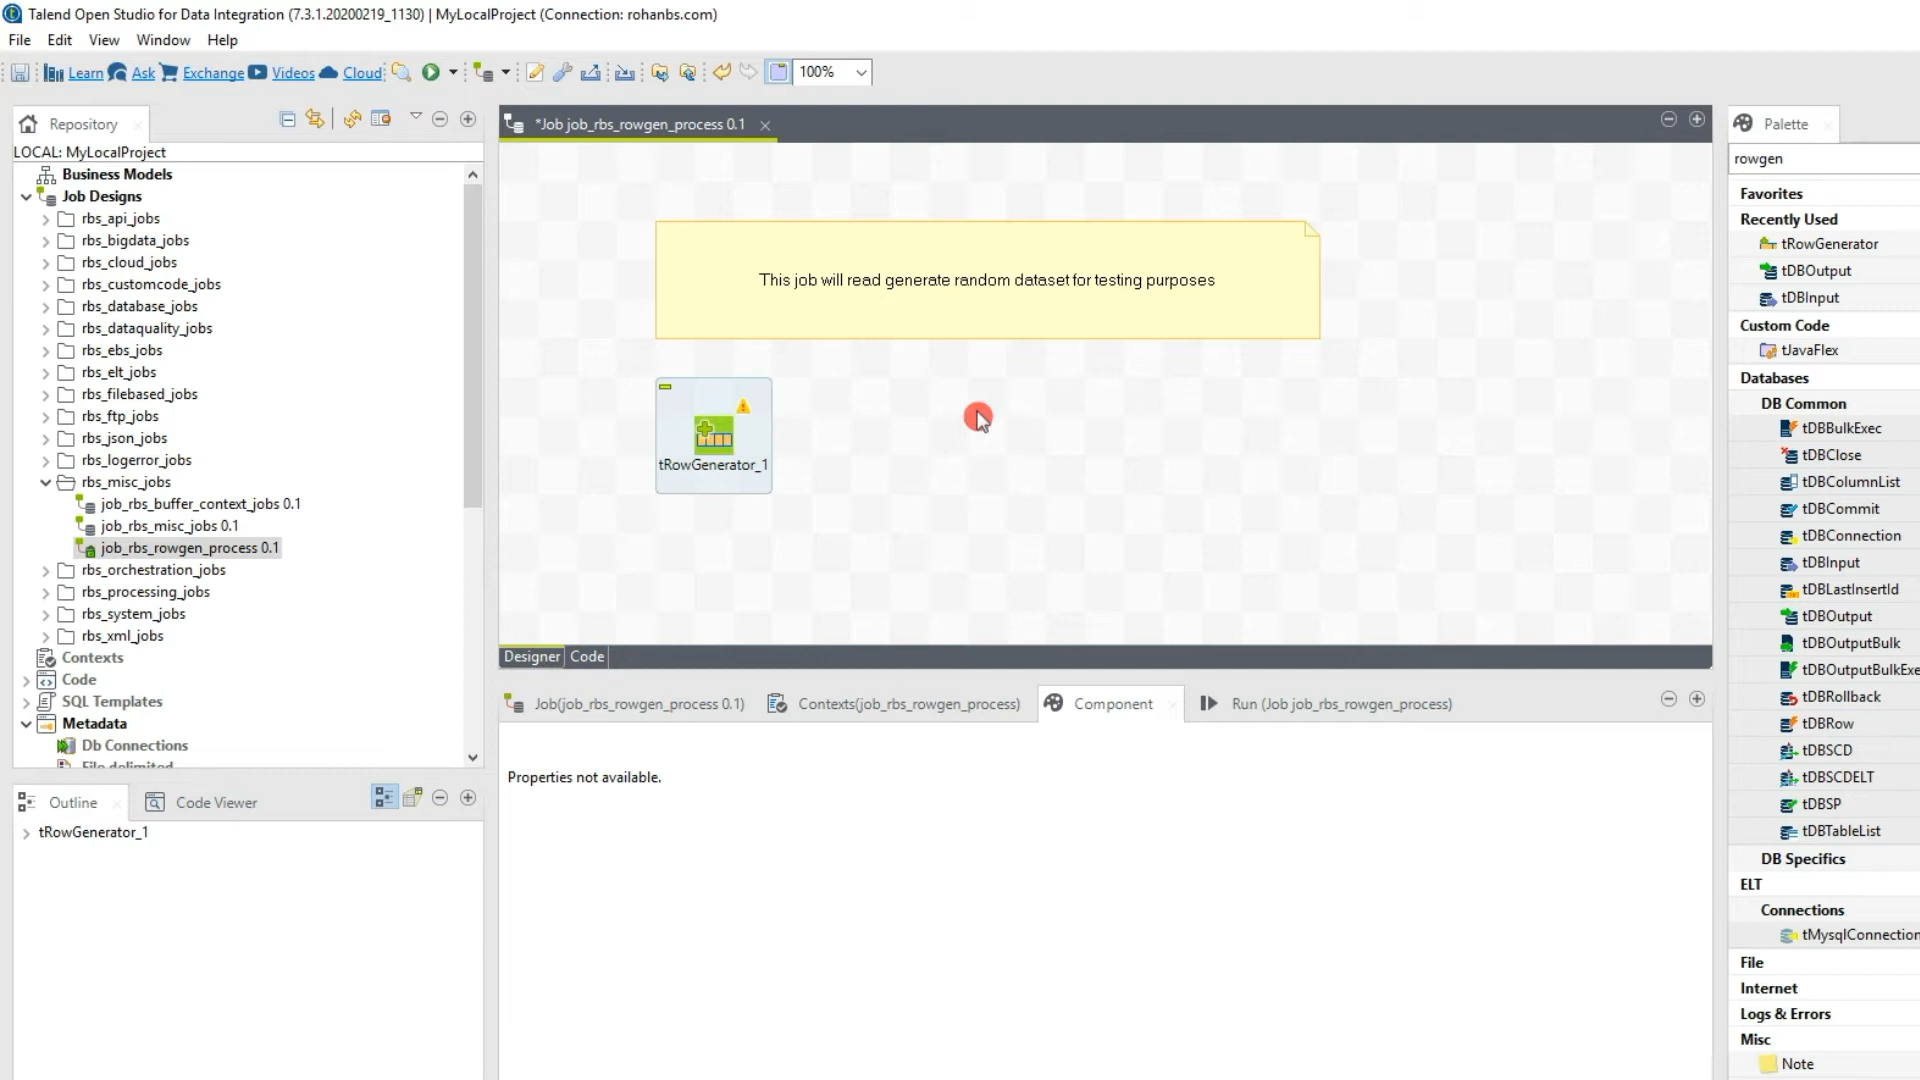 Talend Open Studio for Data Integration (7.3.1.20200219_1130) | MyLocalProject (Connection: rohanbs.com)
File Edit View Window Help
Learn Ask Exchange Videos Cloud 100%
Repository
LOCAL: MyLocalProject
Business Models
Job Designs
rbs_api_jobs
rbs_bigdata_jobs
rbs_cloud_jobs
rbs_customcode_jobs
rbs_database_jobs
rbs_dataquality_jobs
rbs_ebs_jobs
rbs_elt_jobs
rbs_filebased_jobs
rbs_ftp_jobs
rbs_json_jobs
rbs_logerror_jobs
rbs_misc_jobs
job_rbs_buffer_context_jobs 0.1
job_rbs_misc_jobs 0.1
job_rbs_rowgen_process 0.1
rbs_orchestration_jobs
rbs_processing_jobs
rbs_system_jobs
rbs_xml_jobs
Contexts
Code
SQL Templates
Metadata
Db Connections
File delimited
Outline Code Viewer
tRowGenerator_1
*Job job_rbs_rowgen_process 0.1
This job will read generate random dataset for testing purposes
tRowGenerator_1
Designer Code
Job(job_rbs_rowgen_process 0.1) Contexts(job_rbs_rowgen_process) Component Run (Job job_rbs_rowgen_process)
Properties not available.
Palette
rowgen
Favorites
Recently Used
tRowGenerator
tDBOutput
tDBInput
Custom Code
tJavaFlex
Databases
DB Common
tDBBulkExec
tDBClose
tDBColumnList
tDBCommit
tDBConnection
tDBInput
tDBLastInsertId
tDBOutput
tDBOutputBulk
tDBOutputBulkExe
tDBRollback
tDBRow
tDBSCD
tDBSCDELT
tDBSP
tDBTableList
DB Specifics
ELT
Connections
tMysqlConnection
File
Internet
Logs & Errors
Misc
Note